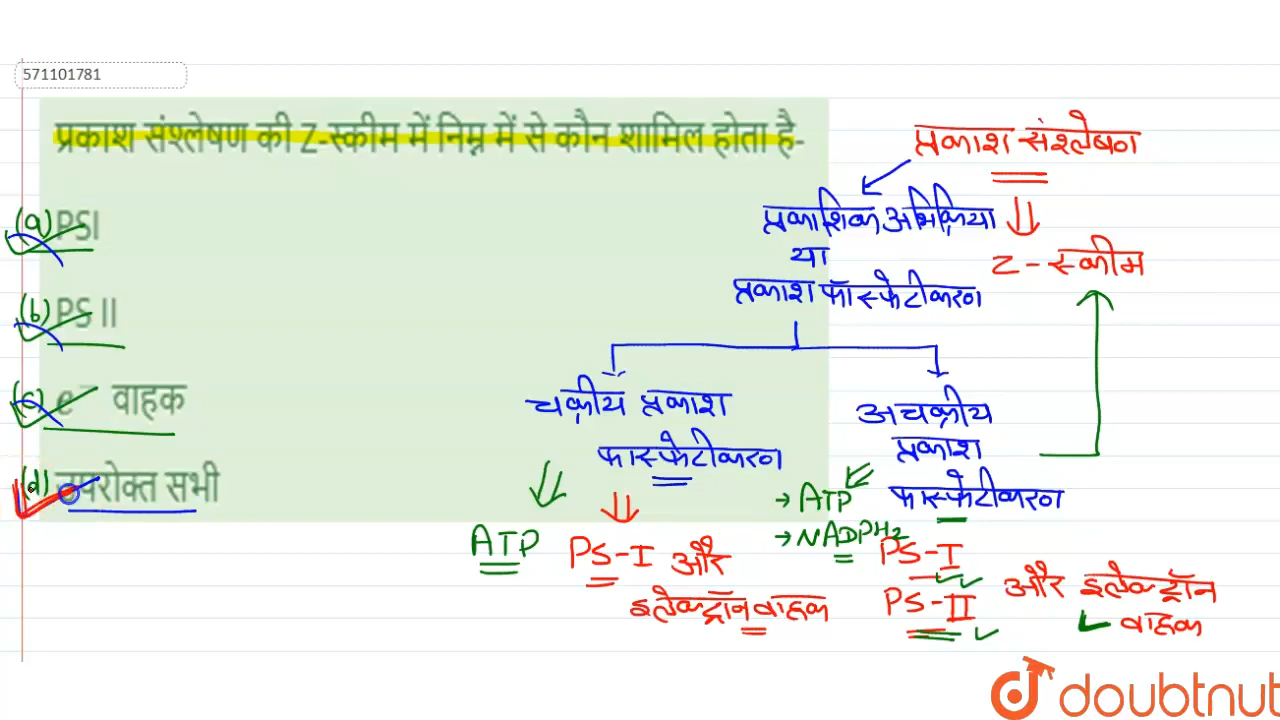 571101781
प्रकाश संश्लेषण की Z-स्कीम में निम्न में से कौन शामिल होता है-
(a) PSI
(b) PS II
(c) e⁻ वाहक
(d) उपरोक्त सभी
प्रकाश संश्लेषण
प्रकाशिक अभिक्रिया
या
प्रकाश फॉस्फेटीकरण
Z-स्कीम
चक्रीय प्रकाश
फास्फेटीकरण
ATP
PS-I और
इलेक्ट्रॉन वाहक
अचक्रीय
प्रकाश
फास्फेटीकरण
→ ATP
→ NADPH2
PS-I
PS-II
और इलेक्ट्रॉन
वाहक
doubtnut